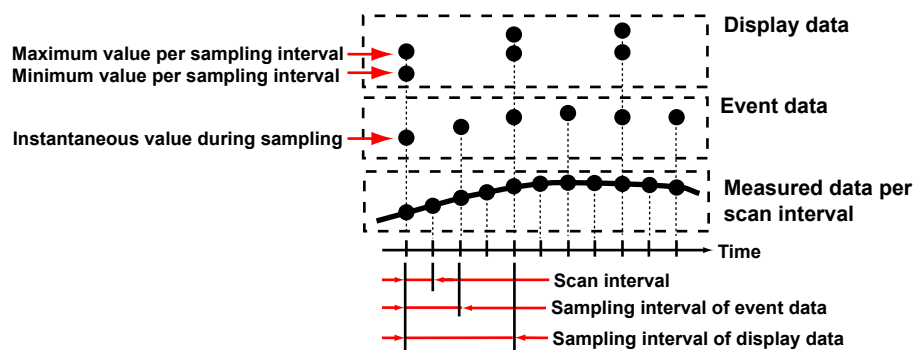 Display data
Maximum value per sampling interval
Minimum value per sampling interval
Event data
Instantaneous value during sampling
Measured data per
scan interval
Time
Scan interval
Sampling interval of event data
Sampling interval of display data